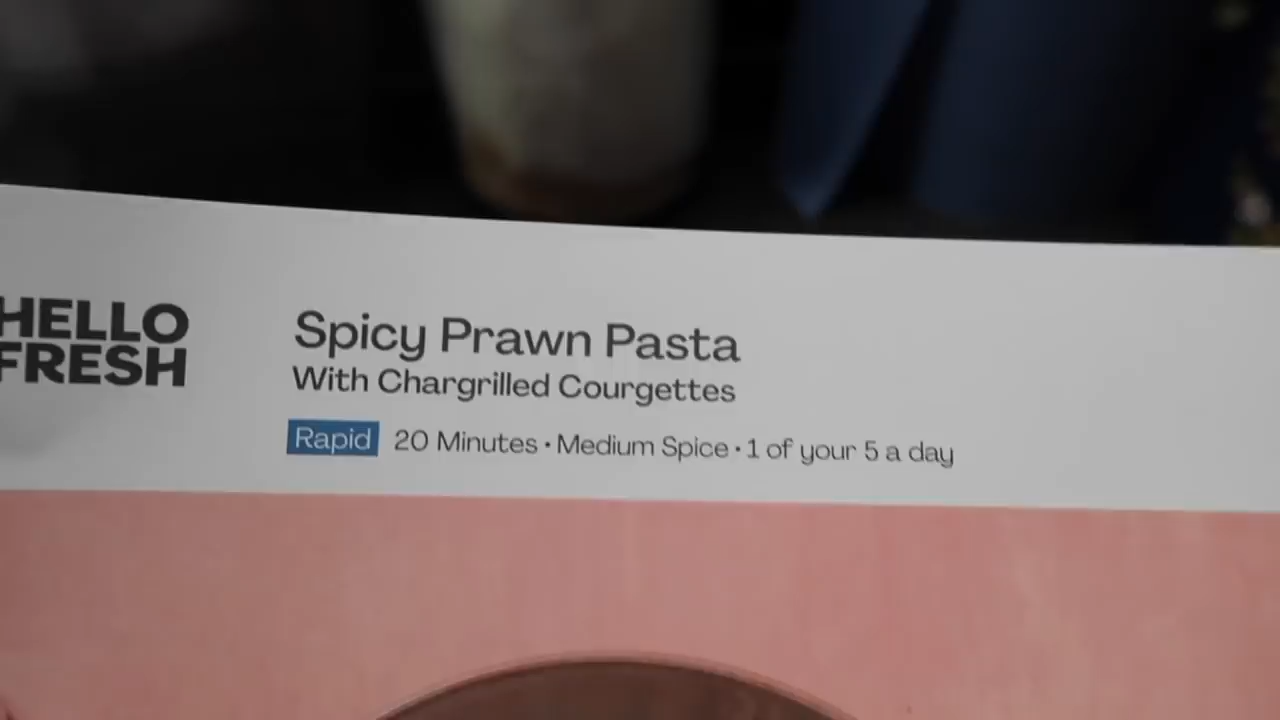 HELLO
FRESH
Spicy Prawn Pasta
With Chargrilled Courgettes
Rapid 20 Minutes • Medium Spice • 1 of your 5 a day